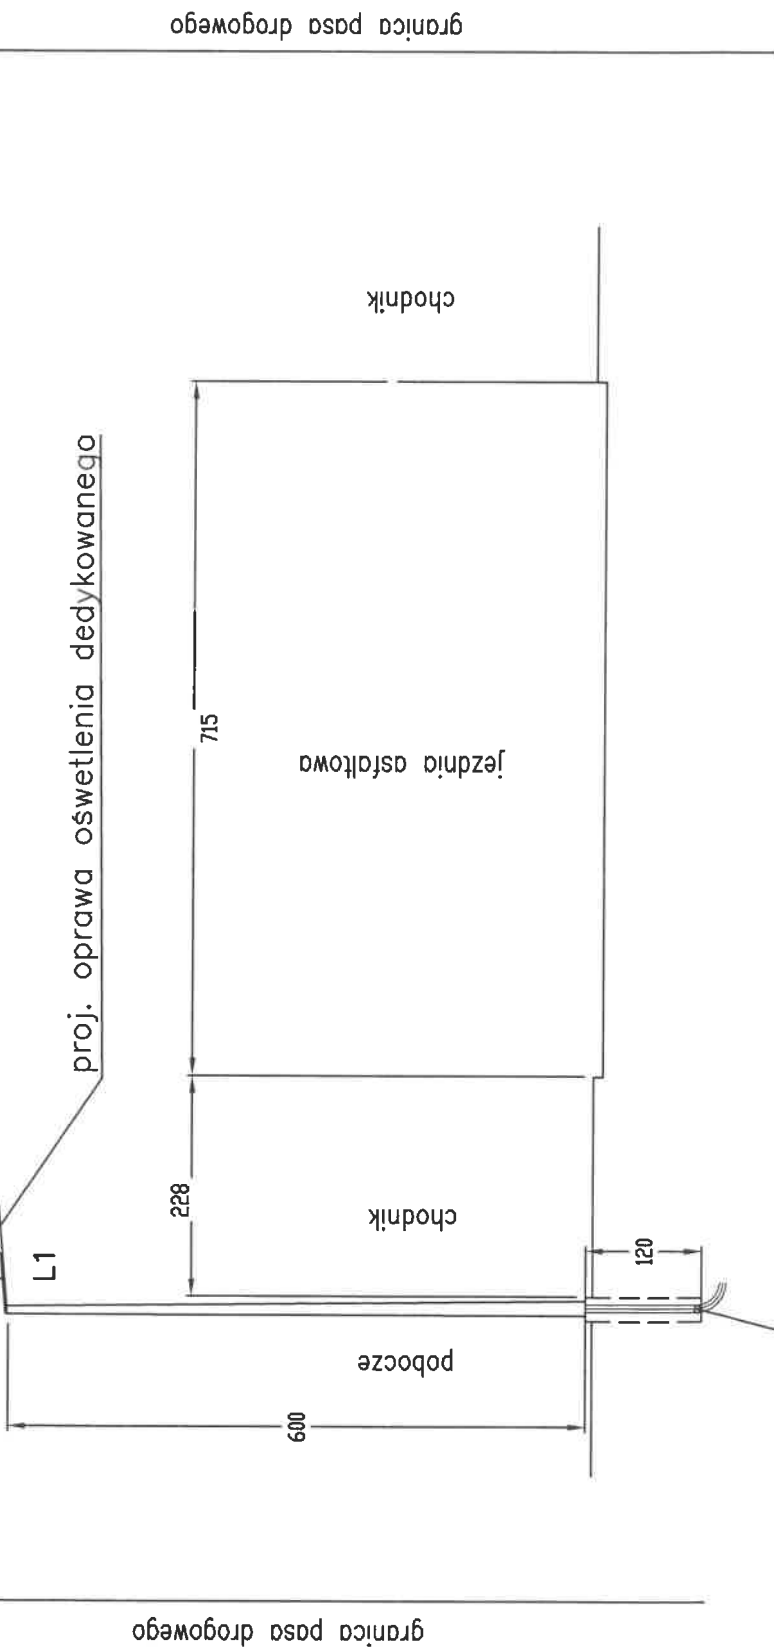 granica pasa drogowego
chodnik
proj. oprawa oświetlenia dedykowanego
715
jezdnia asfaltowa
228
chodnik
L1
120
pobocze
600
granica pasa drogowego